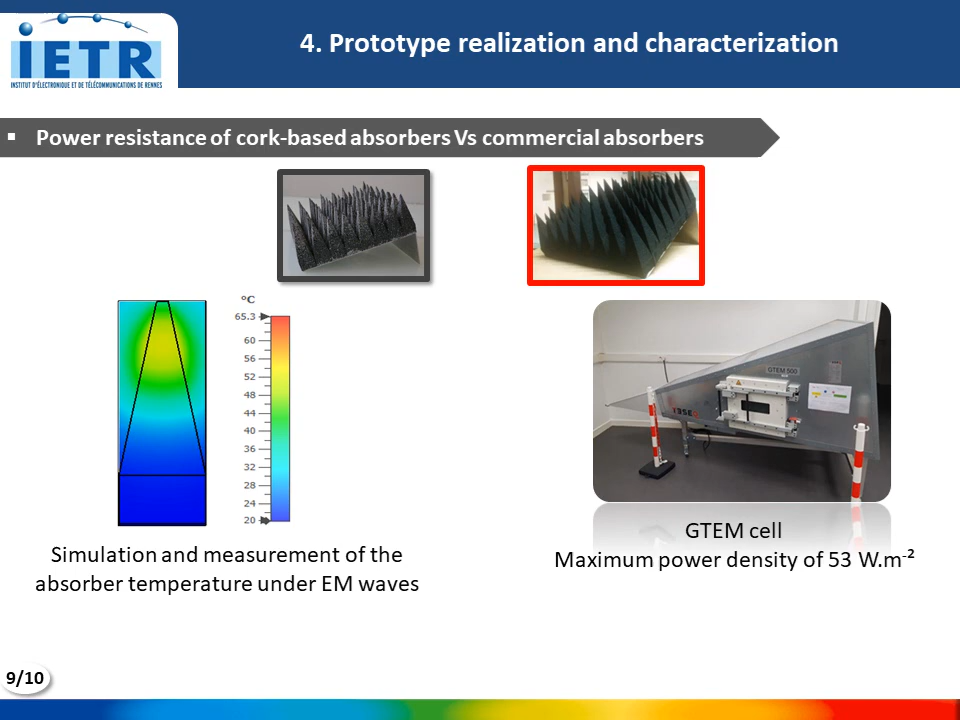 IETR
INSTITUT D'ÉLECTRONIQUE ET DE TÉLÉCOMMUNICATIONS DE RENNES
4. Prototype realization and characterization
▪ Power resistance of cork-based absorbers Vs commercial absorbers
°C
65.3
60
56
52
48
44
40
36
32
28
24
20
GTEM 500
Simulation and measurement of the
absorber temperature under EM waves
GTEM cell
Maximum power density of 53 W.m⁻²
9/10